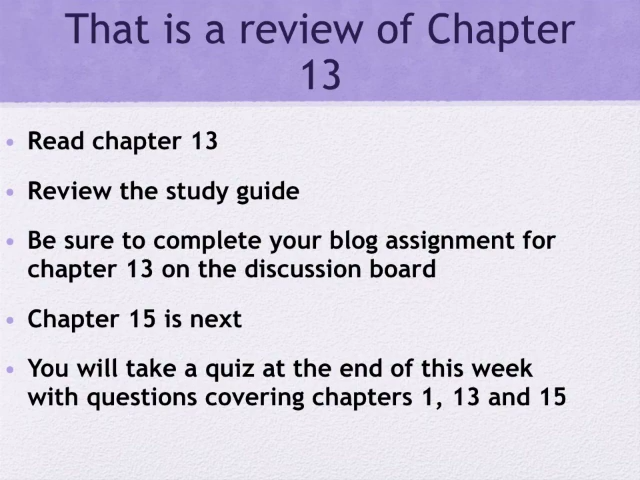 That is a review of Chapter
13
• Read chapter 13
• Review the study guide
• Be sure to complete your blog assignment for
chapter 13 on the discussion board
• Chapter 15 is next
• You will take a quiz at the end of this week
with questions covering chapters 1, 13 and 15